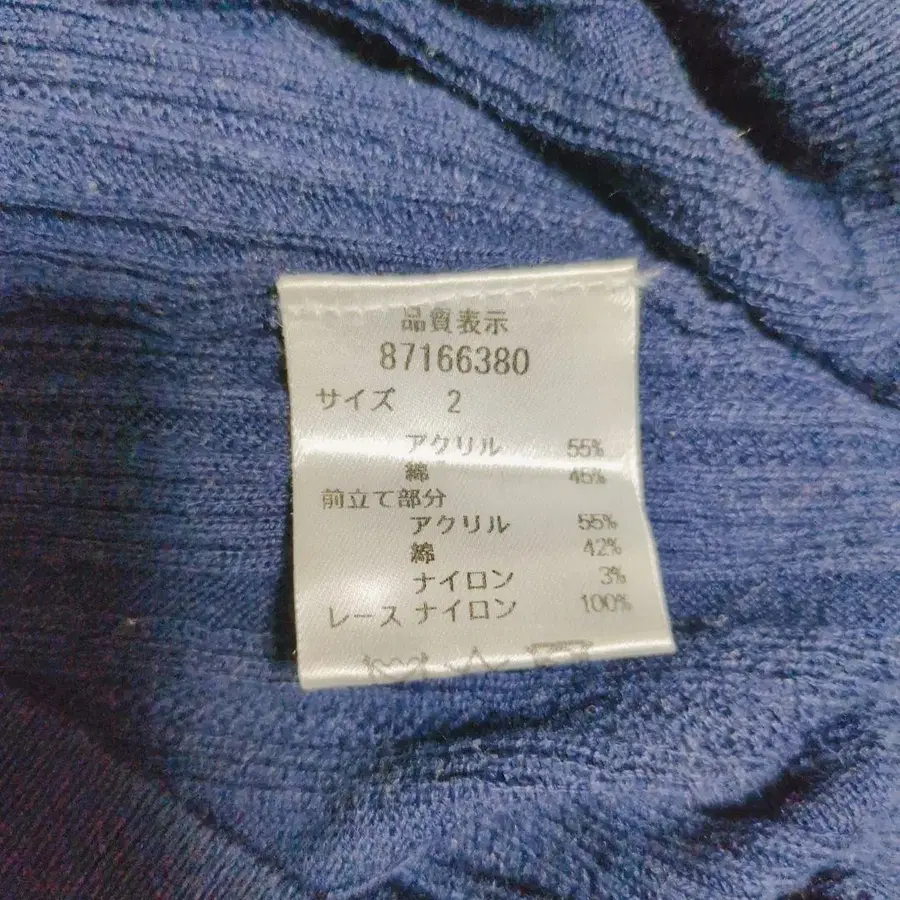 品質表示
87166380
サイズ 2
アクリル 55%
綿 45%
前立て部分
アクリル 55%
綿 42%
ナイロン 3%
レース ナイロン 100%